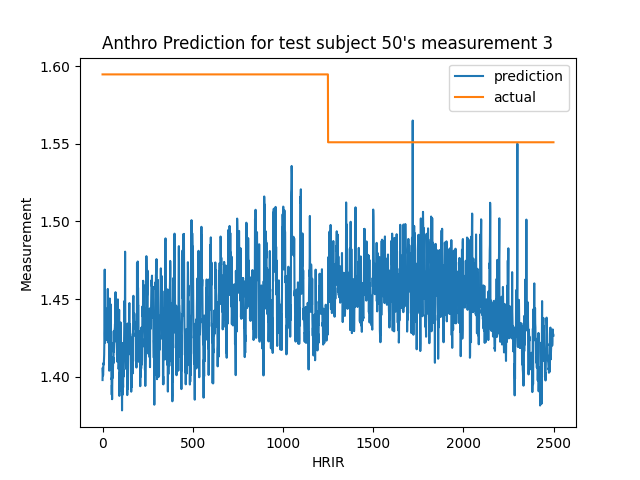 Anthro Prediction for test subject 50's measurement 3
1.60
1.55
1.50
1.45
1.40
Measurement
prediction
actual
0
500
1000
1500
2000
2500
HRIR